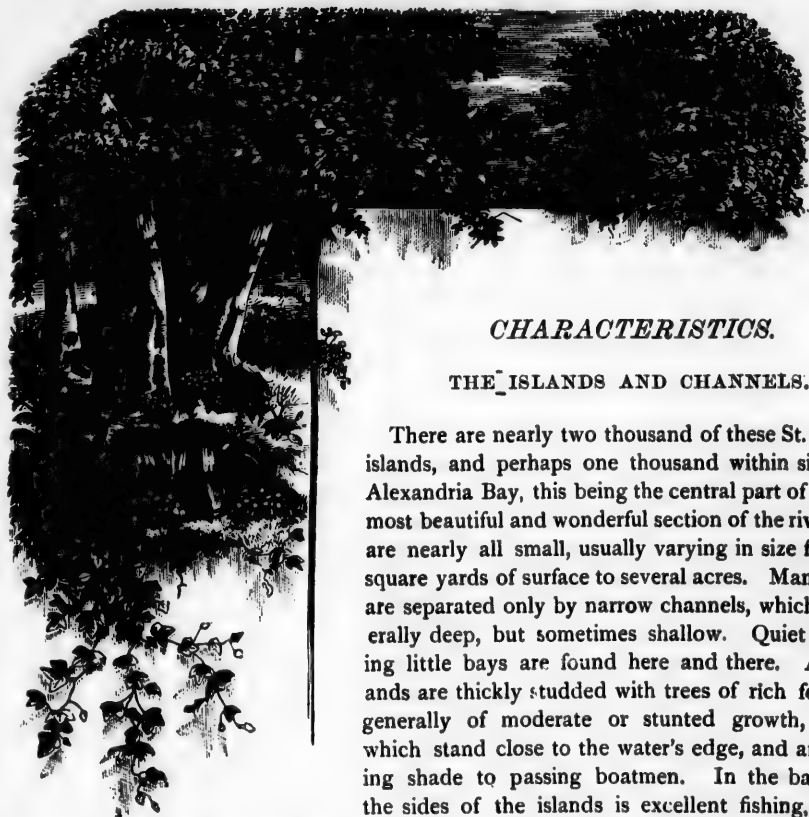 CHARACTERISTICS.
THE ISLANDS AND CHANNELS.
There are nearly two thousand of these St.
islands, and perhaps one thousand within si
Alexandria Bay, this being the central part of
most beautiful and wonderful section of the riv
are nearly all small, usually varying in size f
square yards of surface to several acres. Man
are separated only by narrow channels, which
erally deep, but sometimes shallow. Quiet
ing little bays are found here and there. A
ands are thickly studded with trees of rich fo
generally of moderate or stunted growth,
which stand close to the water's edge, and a
ing shade to passing boatmen. In the ba
the sides of the islands is excellent fishing,